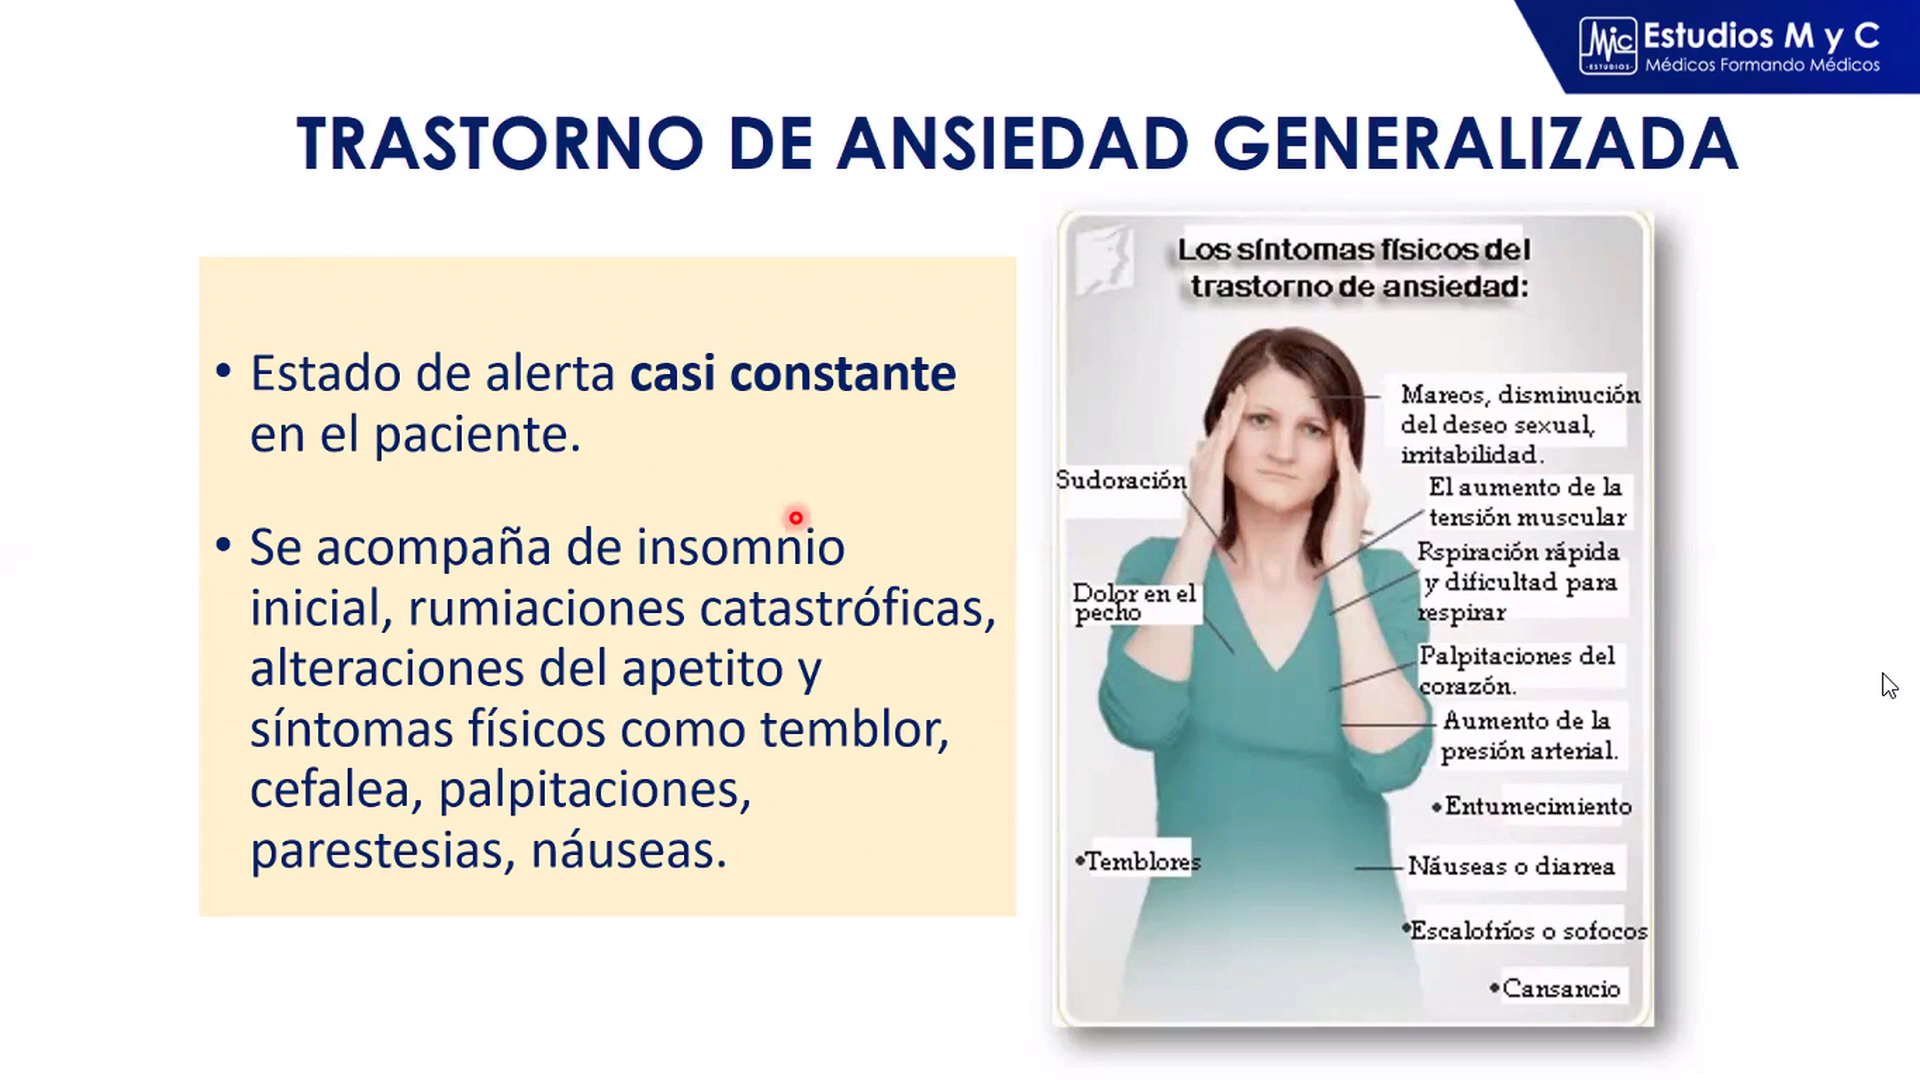 Mic
·ESTUDIOS·
Estudios M y C
Médicos Formando Médicos
TRASTORNO DE ANSIEDAD GENERALIZADA
• Estado de alerta casi constante
en el paciente.
• Se acompaña de insomnio
inicial, rumiaciones catastróficas,
alteraciones del apetito y
síntomas físicos como temblor,
cefalea, palpitaciones,
parestesias, náuseas.
Los síntomas físicos del
trastorno de ansiedad:
Mareos, disminución
del deseo sexual,
irritabilidad.
Sudoración
El aumento de la
tensión muscular
Rspiración rápida
y dificultad para
respirar
Dolor en el
pecho
Palpitaciones del
corazón.
Aumento de la
presión arterial.
•Entumecimiento
•Temblores
Náuseas o diarrea
•Escalofríos o sofocos
•Cansancio